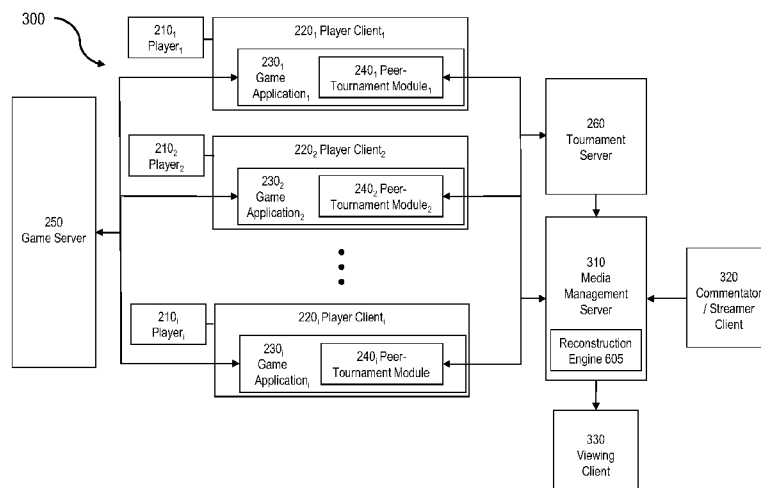 300
210₁
Player₁
220₁ Player Client₁
230₁
Game
Application₁
240₁ Peer-
Tournament Module₁
210₂
Player₂
220₂ Player Client₂
230₂
Game
Application₂
240₂ Peer-
Tournament Module₂
210ᵢ
Playerᵢ
220ᵢ Player Clientᵢ
230ᵢ
Game
Applicationᵢ
240ᵢ Peer-
Tournament Module
250
Game Server
260
Tournament
Server
310
Media
Management
Server
Reconstruction
Engine 605
320
Commentator
/ Streamer
Client
330
Viewing
Client